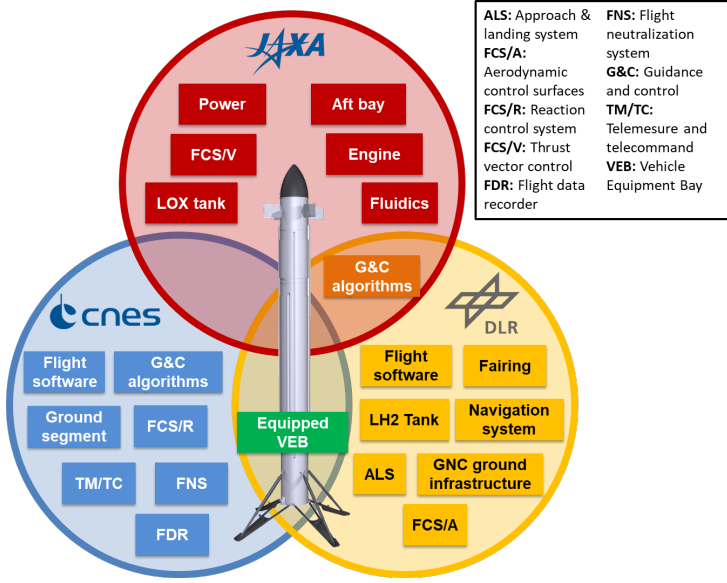 JAXA
Power
Aft bay
FCS/V
Engine
LOX tank
Fluidics
G&C
algorithms
cnes
Flight
software
G&C
algorithms
Ground
segment
FCS/R
TM/TC
FNS
FDR
Equipped
VEB
DLR
Flight
software
Fairing
LH2 Tank
Navigation
system
ALS
GNC ground
infrastructure
FCS/A
ALS: Approach &
landing system
FCS/A:
Aerodynamic
control surfaces
FCS/R: Reaction
control system
FCS/V: Thrust
vector control
FDR: Flight data
recorder
FNS: Flight
neutralization
system
G&C: Guidance
and control
TM/TC:
Telemesure and
telecommand
VEB: Vehicle
Equipment Bay